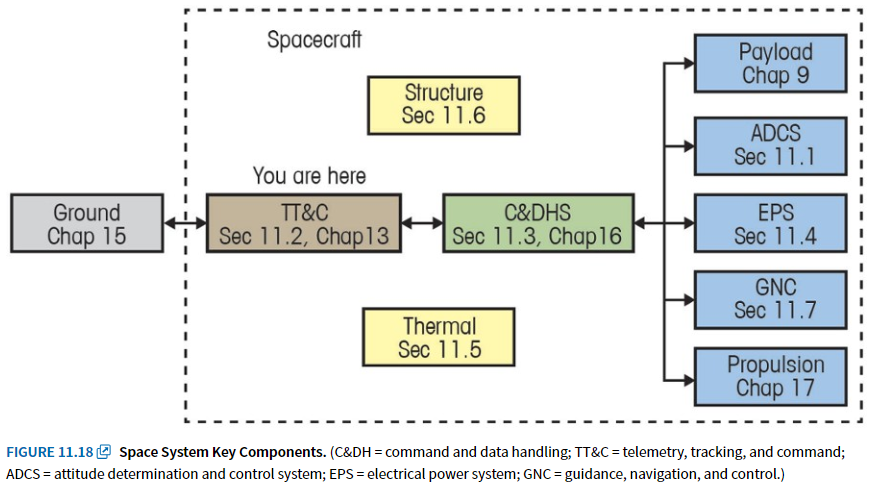 Spacecraft
Structure
Sec 11.6
You are here
Ground
Chap 15
TT&C
Sec 11.2, Chap13
C&DHS
Sec 11.3, Chap16
Thermal
Sec 11.5
Payload
Chap 9
ADCS
Sec 11.1
EPS
Sec 11.4
GNC
Sec 11.7
Propulsion
Chap 17
FIGURE 11.18 Space System Key Components. (C&DH = command and data handling; TT&C = telemetry, tracking, and command;
ADCS = attitude determination and control system; EPS = electrical power system; GNC = guidance, navigation, and control.)